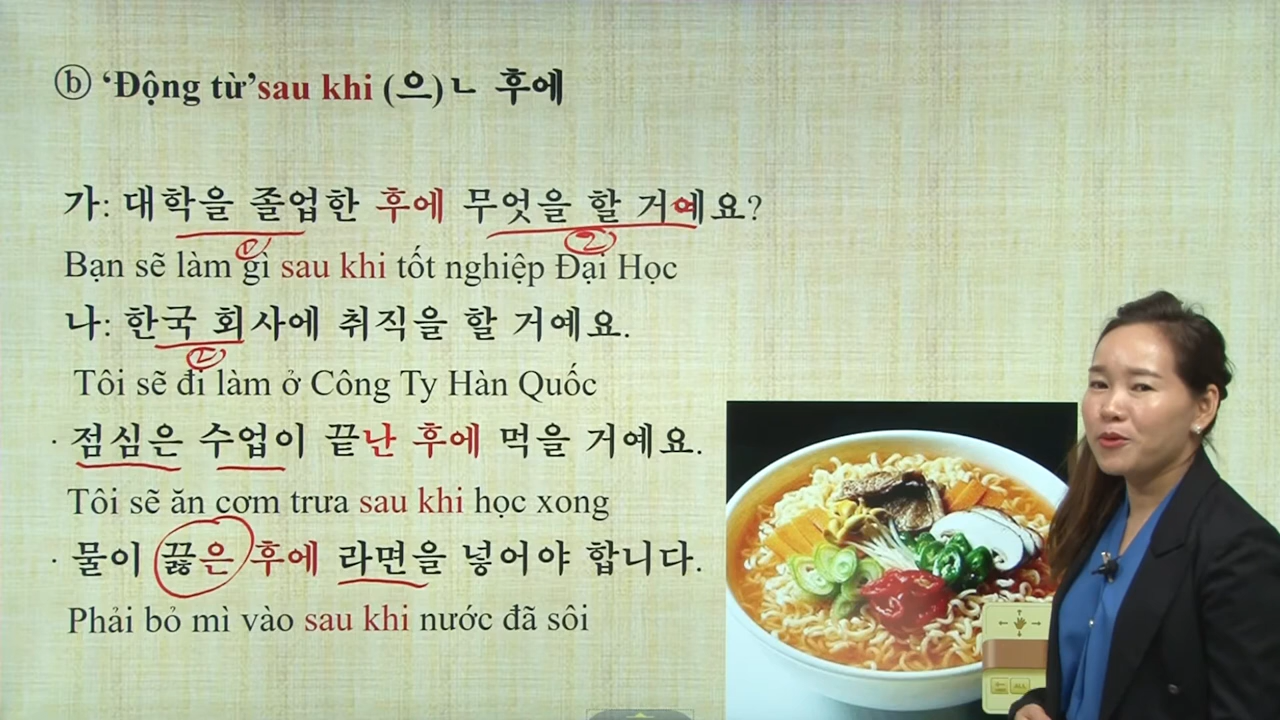 ⓑ ‘Động từ’sau khi (으)ㄴ 후에
가: 대학을 졸업한 후에 무엇을 할 거예요?
①
②
Bạn sẽ làm gì sau khi tốt nghiệp Đại Học
나: 한국 회사에 취직을 할 거예요.
Tôi sẽ đi làm ở Công Ty Hàn Quốc
· 점심은 수업이 끝난 후에 먹을 거예요.
Tôi sẽ ăn cơm trưa sau khi học xong
· 물이 끓은 후에 라면을 넣어야 합니다.
Phải bỏ mì vào sau khi nước đã sôi